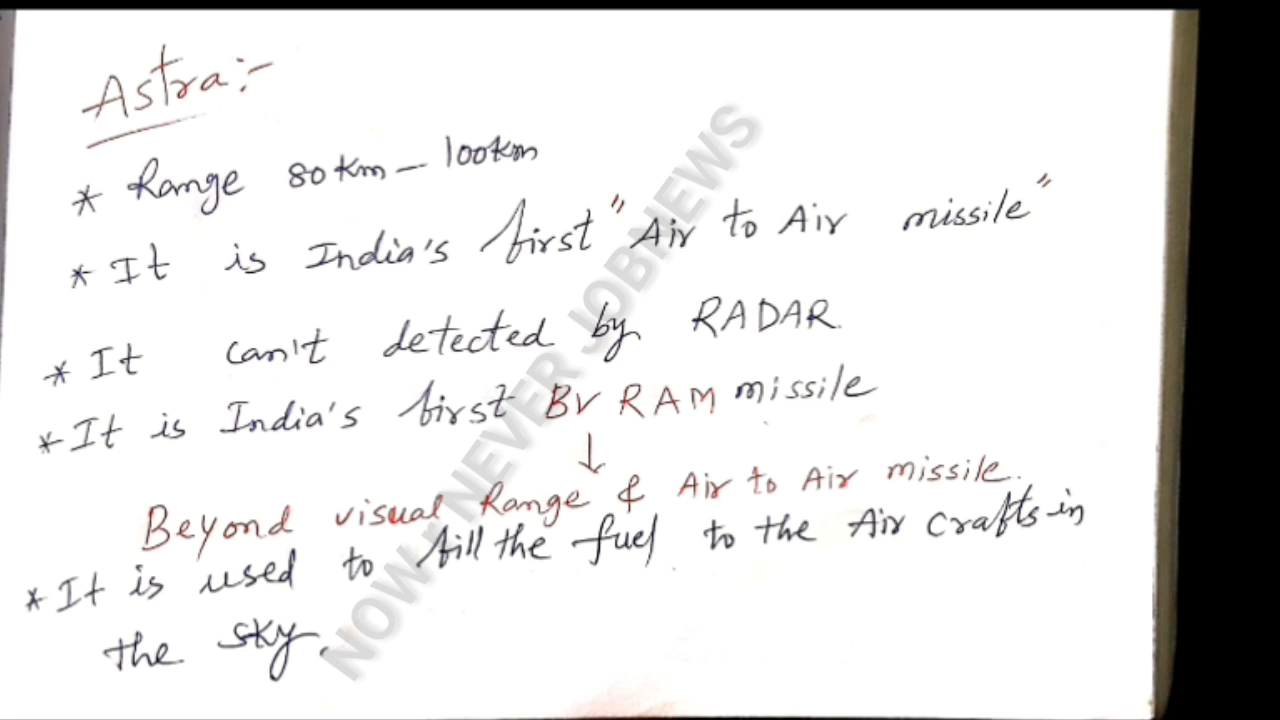 Astra:-
* Range 80km - 100km
* It is India's first "Air to Air missile"
* It can't detected by RADAR.
* It is India's first BVRAM missile
↓
Beyond visual Range & Air to Air missile.
* It is used to fill the fuel to the Air crafts in
the sky.
NOW or NEVER JOBNEWS